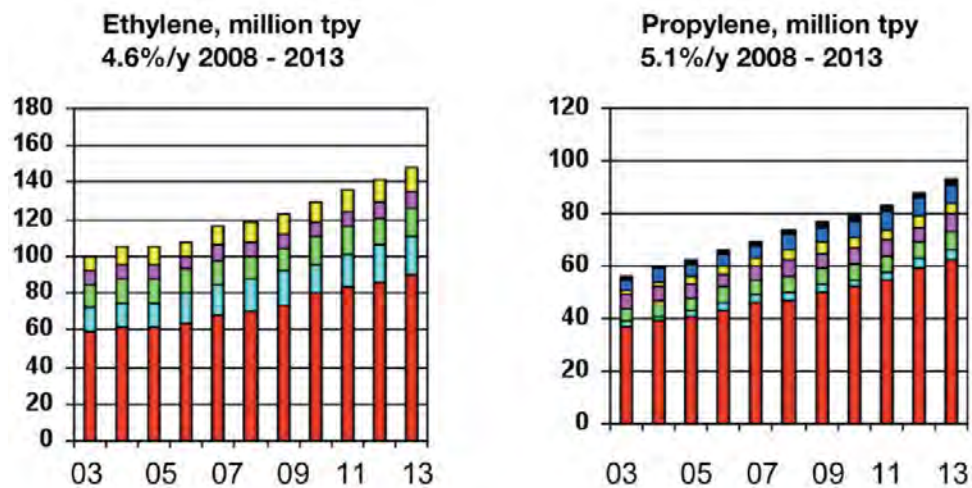 Ethylene, million tpy
4.6%/y 2008 - 2013
180
160
140
120
100
80
60
40
20
0
03 05 07 09 11 13
Propylene, million tpy
5.1%/y 2008 - 2013
120
100
80
60
40
20
0
03 05 07 09 11 13